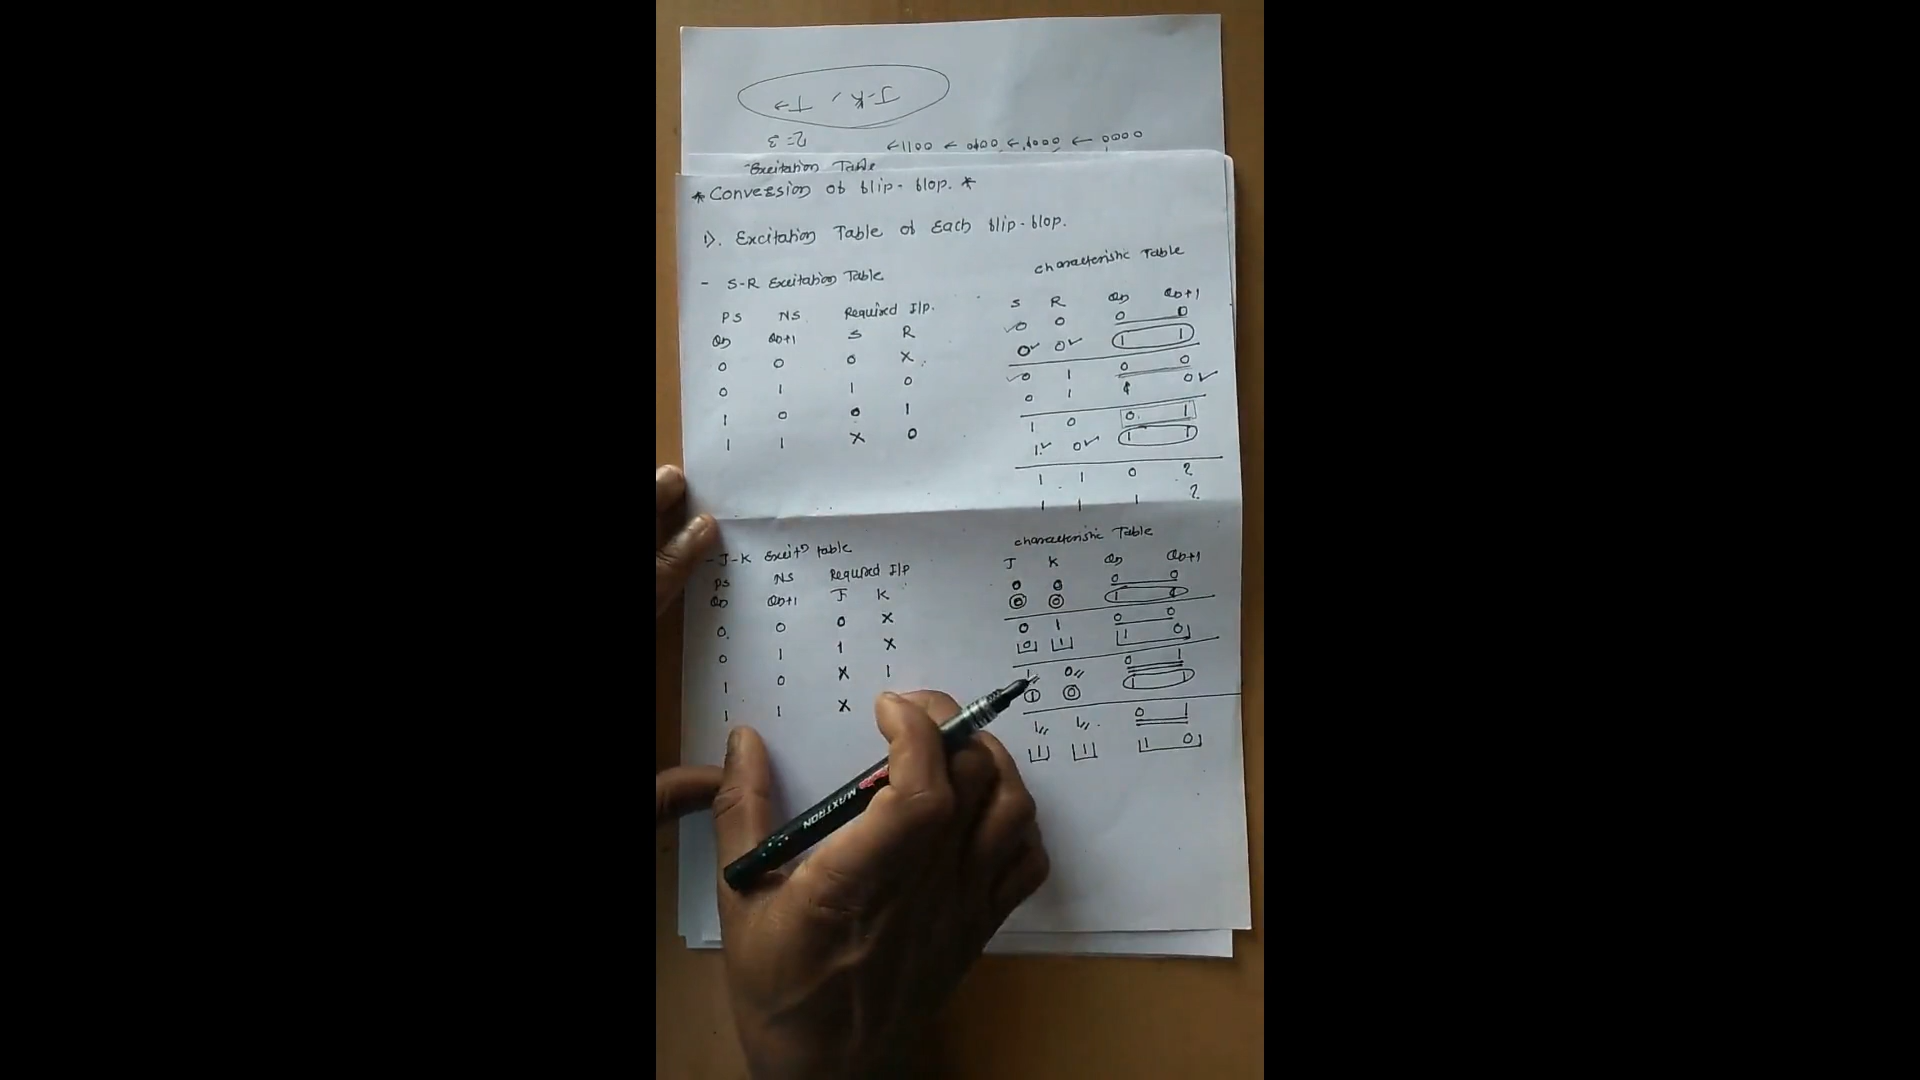 J-K, T→
2=3
0000 → 0001 → 0010 → 0011→
-Excitation Table
* Conversion of flip-flop. *
1). Excitation Table of Each flip-flop.
- S-R Excitation Table
PS NS Required I/p.
Qn Qn+1 S R
0 0 0 X
0 1 1 0
1 0 0 1
1 1 X 0
characteristic Table
S R Qn Qn+1
0 0 0 0
0 0 1 1
0 1 0 0
0 1 1 0
1 0 0 1
1 0 1 1
1 1 0 ?
1 1 1 ?
- J-K Excitn table
PS NS Required I/p
Qn Qn+1 J K
0 0 0 X
0 1 1 X
1 0 X 1
1 1 X
characteristic Table
J K Qn Qn+1
0 0 0 0
0 0 1 1
0 1 0 0
0 1 1 0
1 0 0 1
1 0 1 1
1 1 0 1
1 1 1 0
MAXTRON